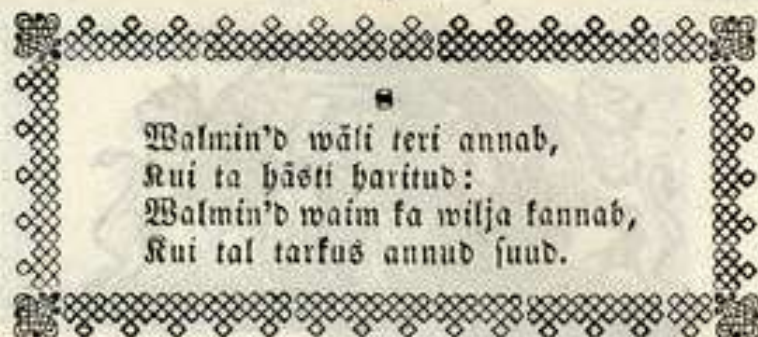 Walmin'd wäli teri annab,
Kui ta hästi haritud:
Walmin'd waim ka wilja kannab,
Kui tal tarkus annud suud.